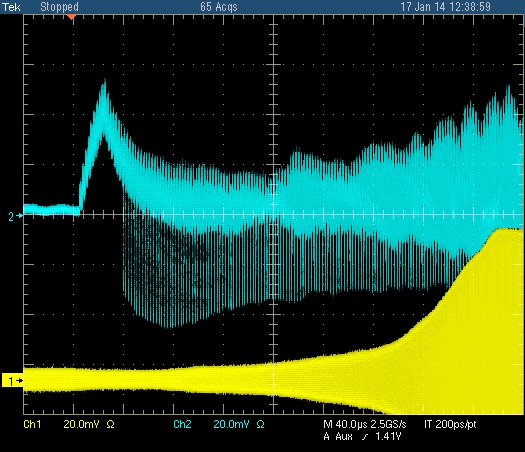 Tek Stopped 65 Acqs 17 Jan 14 12:38:59
2
1
Ch1 20.0mV Ω Ch2 20.0mV Ω M 40.0µs 2.5GS/s IT 200ps/pt
A Aux ∕ 1.41V